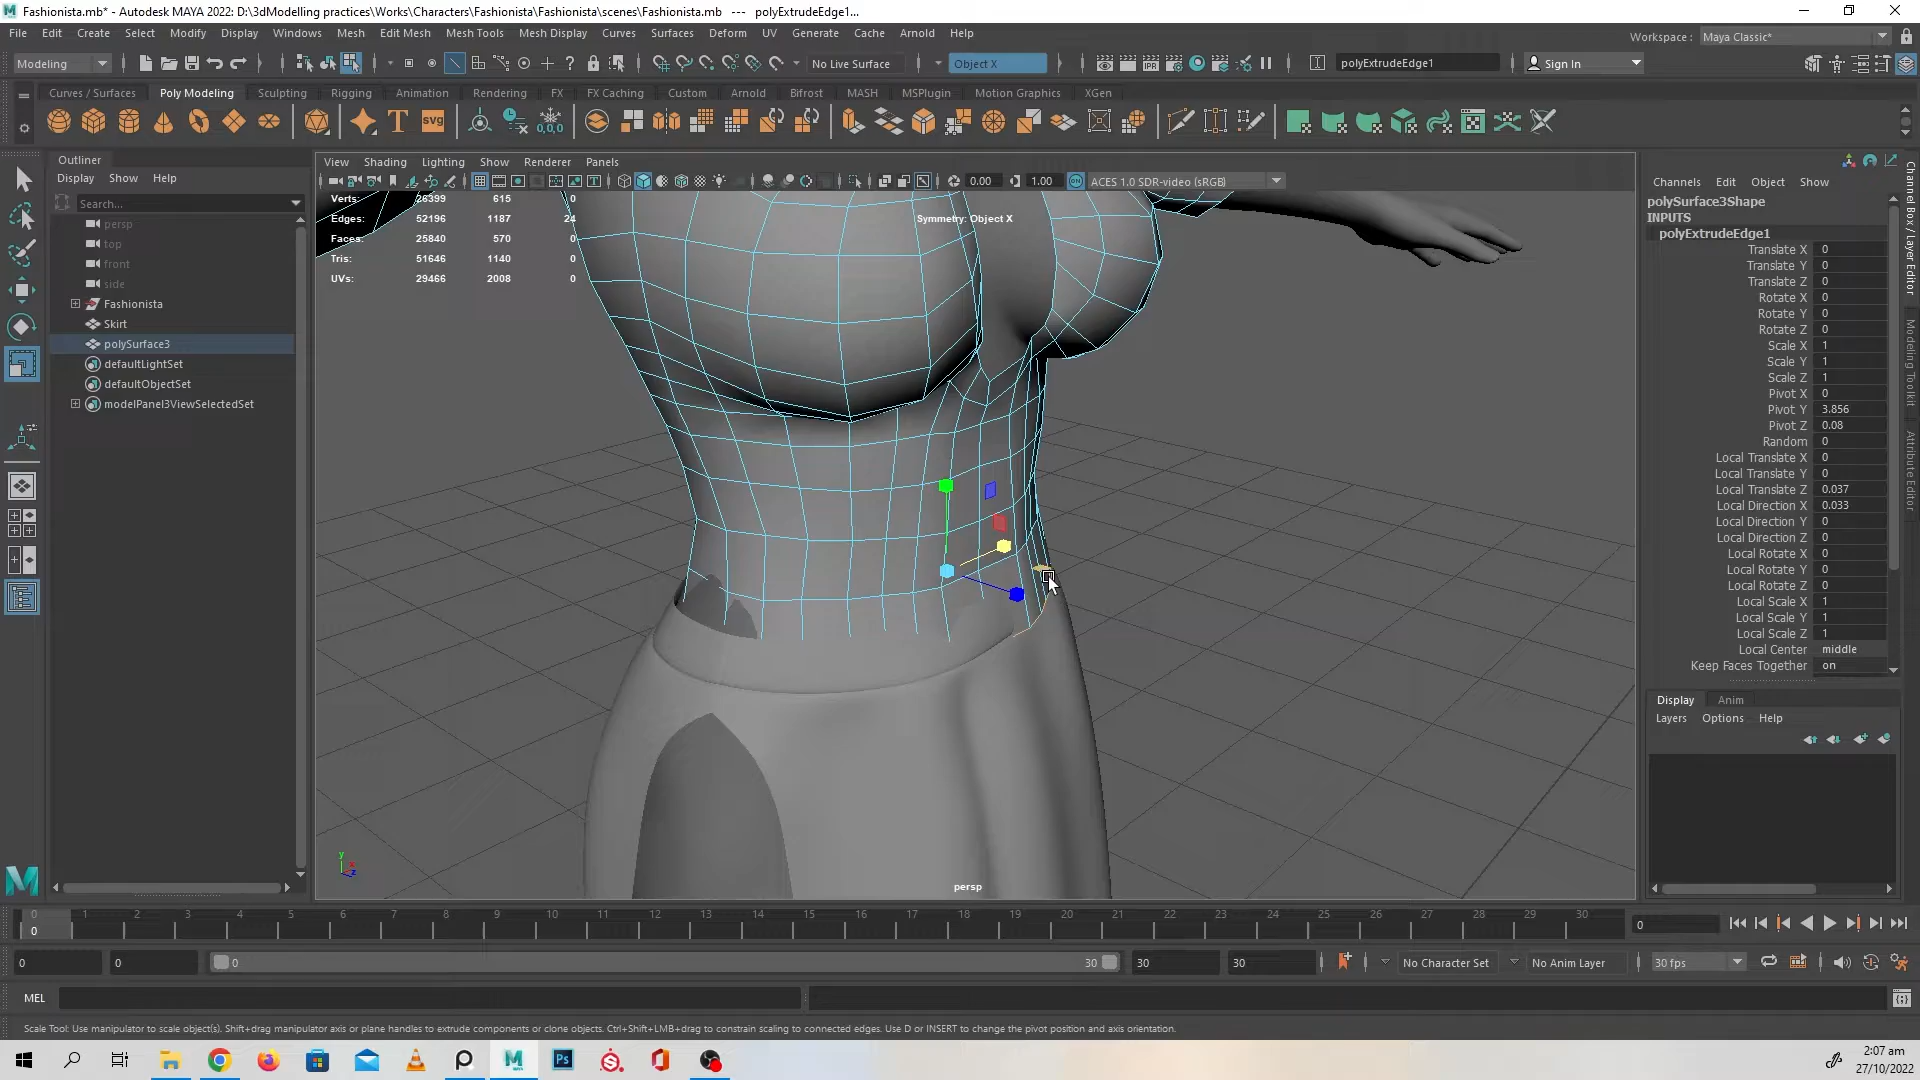 Fashionista.mb* - Autodesk MAYA 2022: D:\3dModelling practices\Works\Characters\Fashionista\Fashionista\scenes\Fashionista.mb --- polyExtrudeEdge1...
File Edit Create Select Modify Display Windows Mesh Edit Mesh Mesh Tools Mesh Display Curves Surfaces Deform UV Generate Cache Arnold Help
Workspace : Maya Classic*
Modeling No Live Surface Object X polyExtrudeEdge1 Sign In
Curves / Surfaces Poly Modeling Sculpting Rigging Animation Rendering FX FX Caching Custom Arnold Bifrost MASH MSPlugin Motion Graphics XGen
Outliner
Display Show Help
Search...
persp
top
front
side
Fashionista
Skirt
polySurface3
defaultLightSet
defaultObjectSet
modelPanel3ViewSelectedSet
View Shading Lighting Show Renderer Panels
0.00 1.00 ACES 1.0 SDR-video (sRGB)
Verts: 26399 615 0
Edges: 52196 1187 24
Faces: 25840 570 0
Tris: 51646 1140 0
UVs: 29466 2008 0
Symmetry: Object X
persp
Channels Edit Object Show
polySurface3Shape
INPUTS
polyExtrudeEdge1
Translate X 0
Translate Y 0
Translate Z 0
Rotate X 0
Rotate Y 0
Rotate Z 0
Scale X 1
Scale Y 1
Scale Z 1
Pivot X 0
Pivot Y 3.856
Pivot Z 0.08
Random 0
Local Translate X 0
Local Translate Y 0
Local Translate Z 0.037
Local Direction X 0.033
Local Direction Y 0
Local Direction Z 0
Local Rotate X 0
Local Rotate Y 0
Local Rotate Z 0
Local Scale X 1
Local Scale Y 1
Local Scale Z 1
Local Center middle
Keep Faces Together on
Display Anim
Layers Options Help
Channel Box / Layer Editor
Modeling Toolkit
Attribute Editor
0 1 2 3 4 5 6 7 8 9 10 11 12 13 14 15 16 17 18 19 20 21 22 23 24 25 26 27 28 29 30
0 0
0 0 0 30 30 30 No Character Set No Anim Layer 30 fps
MEL
Scale Tool: Use manipulator to scale object(s). Shift+drag manipulator axis or plane handles to extrude components or clone objects. Ctrl+Shift+LMB+drag to constrain scaling to connected edges. Use D or INSERT to change the pivot position and axis orientation.
2:07 am
27/10/2022